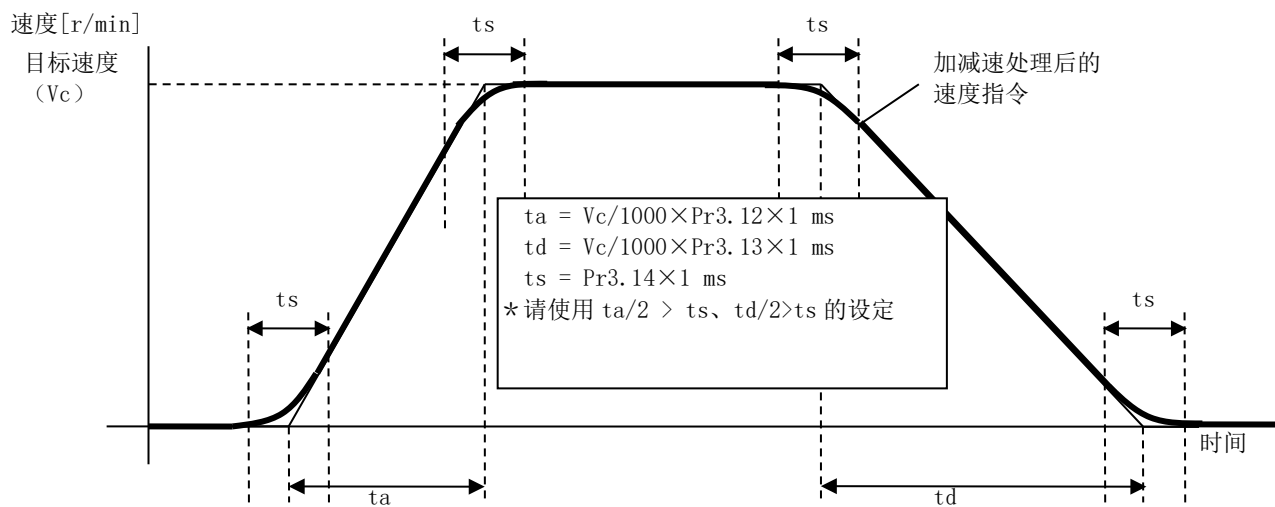 速度[r/min]
目标速度
（Vc）
ts
ts
加减速处理后的
速度指令
ta = Vc/1000×Pr3.12×1 ms
td = Vc/1000×Pr3.13×1 ms
ts = Pr3.14×1 ms
*请使用 ta/2 > ts、td/2>ts 的设定
ts
ts
时间
ta
td